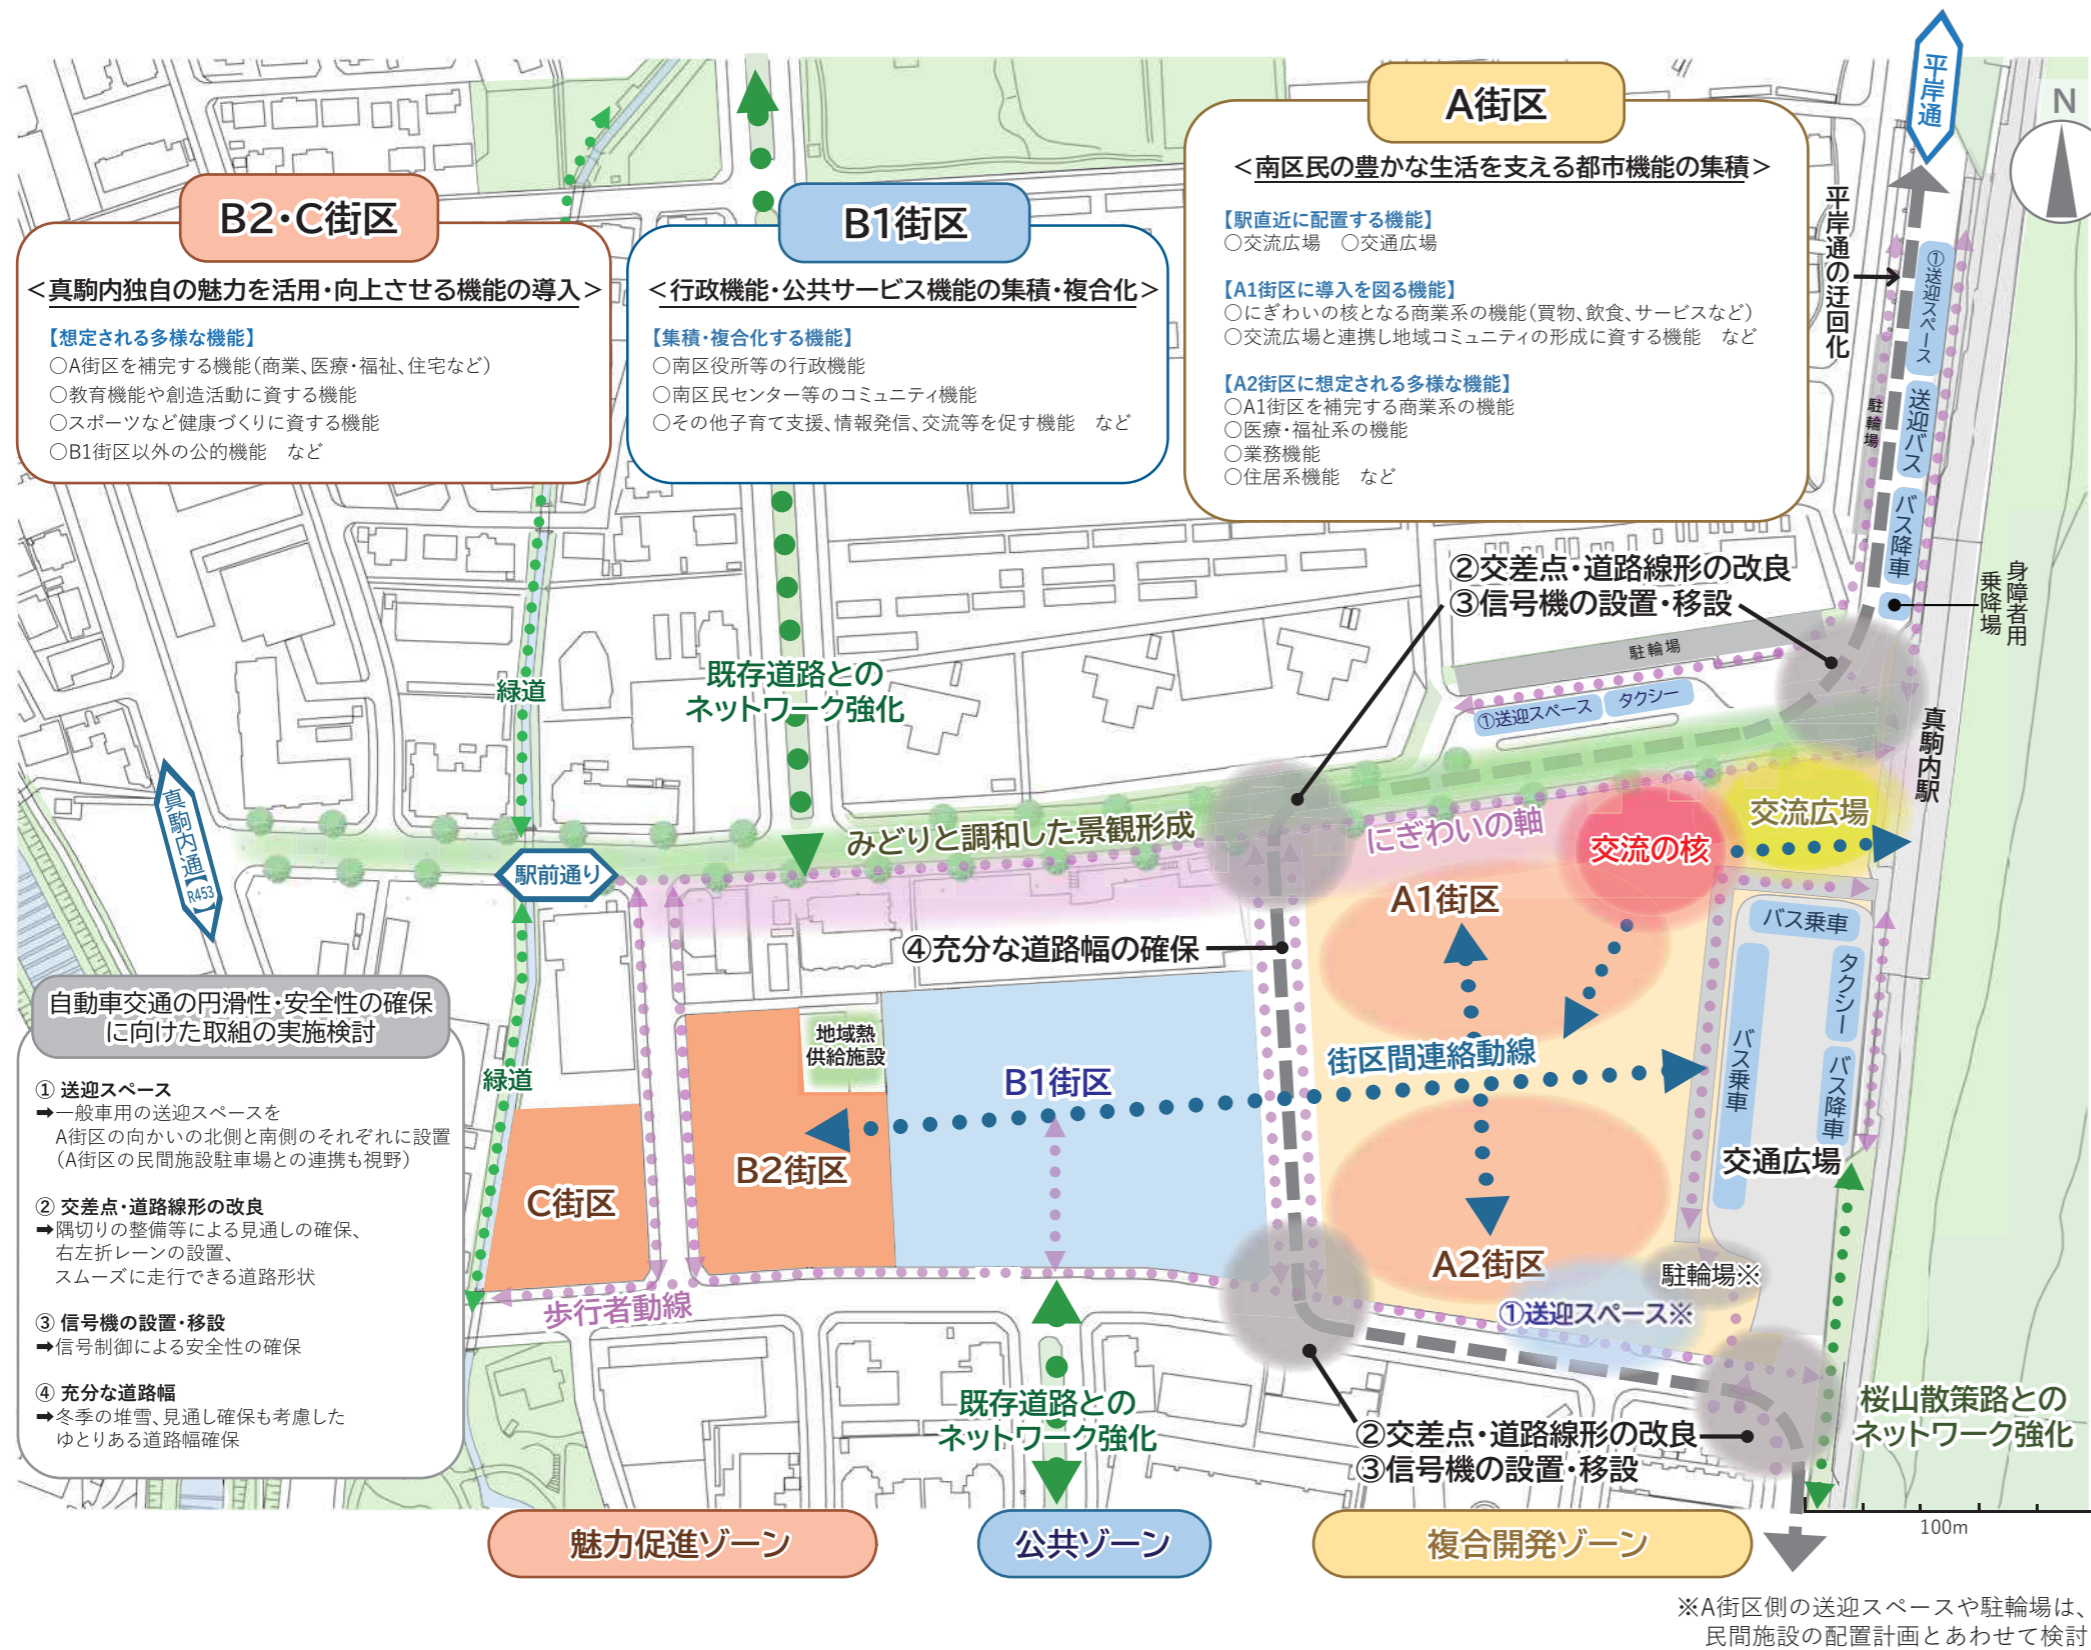 平岸通
N
A街区
＜南区民の豊かな生活を支える都市機能の集積＞
【駅直近に配置する機能】
○交流広場　○交通広場
【A1街区に導入を図る機能】
○にぎわいの核となる商業系の機能（買物、飲食、サービスなど）
○交流広場と連携し地域コミュニティの形成に資する機能　など
【A2街区に想定される多様な機能】
○A1街区を補完する商業系の機能
○医療・福祉系の機能
○業務機能
○住居系機能　など
B2・C街区
＜真駒内独自の魅力を活用・向上させる機能の導入＞
【想定される多様な機能】
○A街区を補完する機能（商業、医療・福祉、住宅など）
○教育機能や創造活動に資する機能
○スポーツなど健康づくりに資する機能
○B1街区以外の公的機能　など
B1街区
＜行政機能・公共サービス機能の集積・複合化＞
【集積・複合化する機能】
○南区役所等の行政機能
○南区民センター等のコミュニティ機能
○その他子育て支援、情報発信、交流等を促す機能　など
平岸通の迂回化
①送迎スペース
送迎バス
駐輪場
バス降車
身障者用
乗降場
②交差点・道路線形の改良
③信号機の設置・移設
駐輪場
①送迎スペース
タクシー
真駒内駅
緑道
既存道路との
ネットワーク強化
真駒内通
【R453】
駅前通り
みどりと調和した景観形成
にぎわいの軸
交流の核
交流広場
A1街区
④充分な道路幅の確保
バス乗車
タクシー
バス乗車
バス降車
交通広場
地域熱
供給施設
街区間連絡動線
B1街区
B2街区
C街区
緑道
A2街区
駐輪場※
①送迎スペース※
歩行者動線
自動車交通の円滑性・安全性の確保
に向けた取組の実施検討
① 送迎スペース
➡一般車用の送迎スペースを
A街区の向かいの北側と南側のそれぞれに設置
（A街区の民間施設駐車場との連携も視野）
② 交差点・道路線形の改良
➡隅切りの整備等による見通しの確保、
右左折レーンの設置、
スムーズに走行できる道路形状
③ 信号機の設置・移設
➡信号制御による安全性の確保
④ 充分な道路幅
➡冬季の堆雪、見通し確保も考慮した
ゆとりある道路幅確保
既存道路との
ネットワーク強化
②交差点・道路線形の改良
③信号機の設置・移設
桜山散策路との
ネットワーク強化
100m
魅力促進ゾーン
公共ゾーン
複合開発ゾーン
※A街区側の送迎スペースや駐輪場は、
民間施設の配置計画とあわせて検討